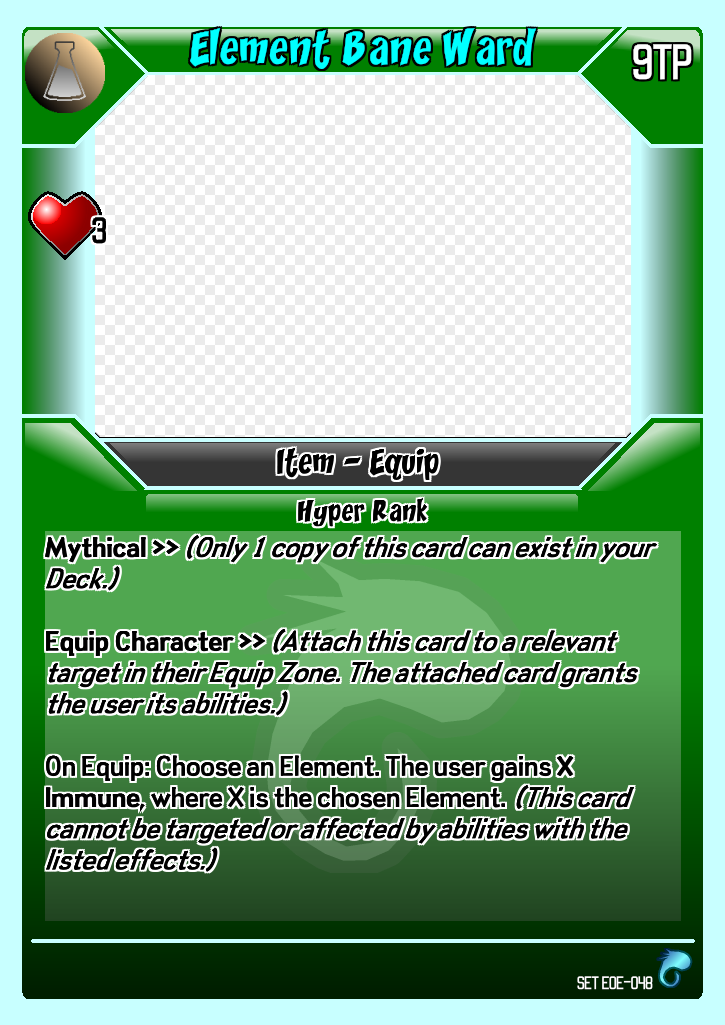 Element Bane Ward
9TP
3
Item - Equip
Hyper Rank
Mythical >> (Only 1 copy of this card can exist in your
Deck.)
Equip Character >> (Attach this card to a relevant
target in their Equip Zone. The attached card grants
the user its abilities.)
On Equip: Choose an Element. The user gains X
Immune, where X is the chosen Element. (This card
cannot be targeted or affected by abilities with the
listed effects.)
SET EOE-048